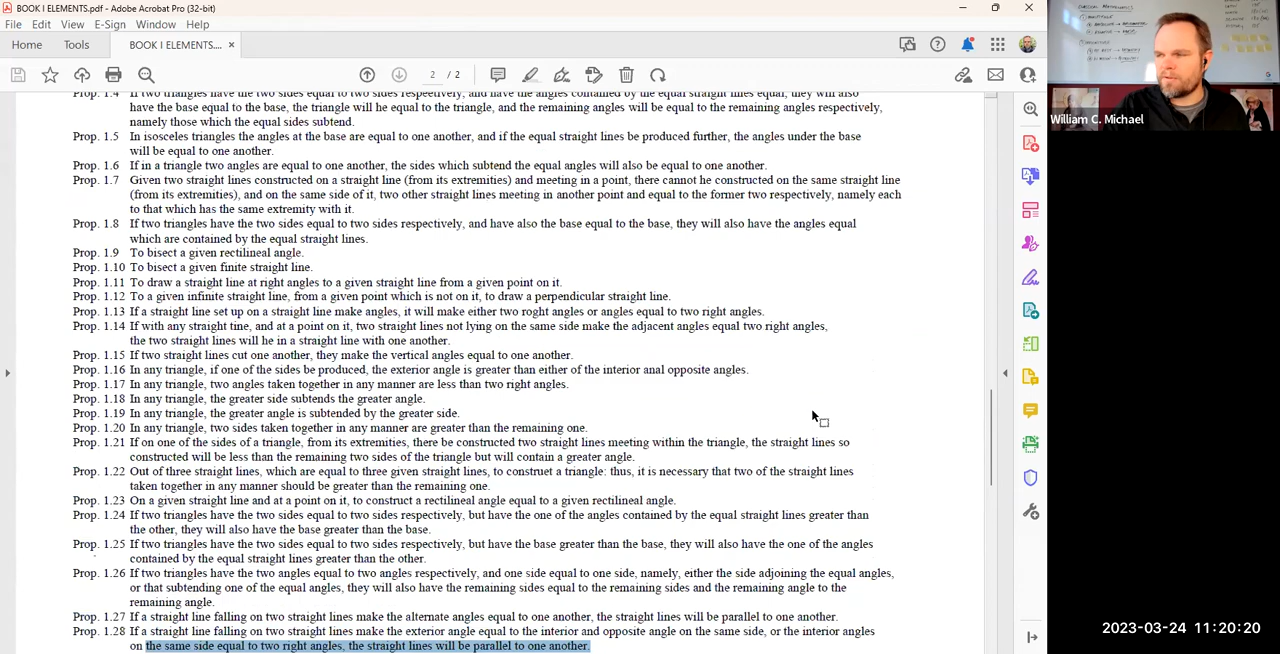 BOOK I ELEMENTS.pdf - Adobe Acrobat Pro (32-bit)
File Edit View E-Sign Window Help
Home Tools BOOK I ELEMENTS.... ×
2 / 2
Prop. 1.4 If two triangles have the two sides equal to two sides respectively, and have the angles contained by the equal straight lines equal, they will also
have the base equal to the base, the triangle will he equal to the triangle, and the remaining angles will be equal to the remaining angles respectively,
namely those which the equal sides subtend.
Prop. 1.5 In isosceles triangles the angles at the base are equal to one another, and if the equal straight lines be produced further, the angles under the base
will be equal to one another.
Prop. 1.6 If in a triangle two angles are equal to one another, the sides which subtend the equal angles will also be equal to one another.
Prop. 1.7 Given two straight lines constructed on a straight line (from its extremities) and meeting in a point, there cannot he constructed on the same straight line
(from its extremities), and on the same side of it, two other straight lines meeting in another point and equal to the former two respectively, namely each
to that which has the same extremity with it.
Prop. 1.8 If two triangles have the two sides equal to two sides respectively, and have also the base equal to the base, they will also have the angles equal
which are contained by the equal straight lines.
Prop. 1.9 To bisect a given rectilineal angle.
Prop. 1.10 To bisect a given finite straight line.
Prop. 1.11 To draw a straight line at right angles to a given straight line from a given point on it.
Prop. 1.12 To a given infinite straight line, from a given point which is not on it, to draw a perpendicular straight line.
Prop. 1.13 If a straight line set up on a straight line make angles, it will make either two roght angles or angles equal to two right angles.
Prop. 1.14 If with any straight tine, and at a point on it, two straight lines not lying on the same side make the adjacent angles equal two right angles,
the two straight lines will he in a straight line with one another.
Prop. 1.15 If two straight lines cut one another, they make the vertical angles equal to one another.
Prop. 1.16 In any triangle, if one of the sides be produced, the exterior angle is greater than either of the interior anal opposite angles.
Prop. 1.17 In any triangle, two angles taken together in any manner are less than two right angles.
Prop. 1.18 In any triangle, the greater side subtends the greater angle.
Prop. 1.19 In any triangle, the greater angle is subtended by the greater side.
Prop. 1.20 In any triangle, two sides taken together in any manner are greater than the remaining one.
Prop. 1.21 If on one of the sides of a triangle, from its extremities, there be constructed two straight lines meeting within the triangle, the straight lines so
constructed will be less than the remaining two sides of the triangle but will contain a greater angle.
Prop. 1.22 Out of three straight lines, which are equal to three given straight lines, to construct a triangle: thus, it is necessary that two of the straight lines
taken together in any manner should be greater than the remaining one.
Prop. 1.23 On a given straight line and at a point on it, to construct a rectilineal angle equal to a given rectilineal angle.
Prop. 1.24 If two triangles have the two sides equal to two sides respectively, but have the one of the angles contained by the equal straight lines greater than
the other, they will also have the base greater than the base.
Prop. 1.25 If two triangles have the two sides equal to two sides respectively, but have the base greater than the base, they will also have the one of the angles
contained by the equal straight lines greater than the other.
Prop. 1.26 If two triangles have the two angles equal to two angles respectively, and one side equal to one side, namely, either the side adjoining the equal angles,
or that subtending one of the equal angles, they will also have the remaining sides equal to the remaining sides and the remaining angle to the
remaining angle.
Prop. 1.27 If a straight line falling on two straight lines make the alternate angles equal to one another, the straight lines will be parallel to one another.
Prop. 1.28 If a straight line falling on two straight lines make the exterior angle equal to the interior and opposite angle on the same side, or the interior angles
on the same side equal to two right angles, the straight lines will be parallel to one another.
William C. Michael
2023-03-24 11:20:20